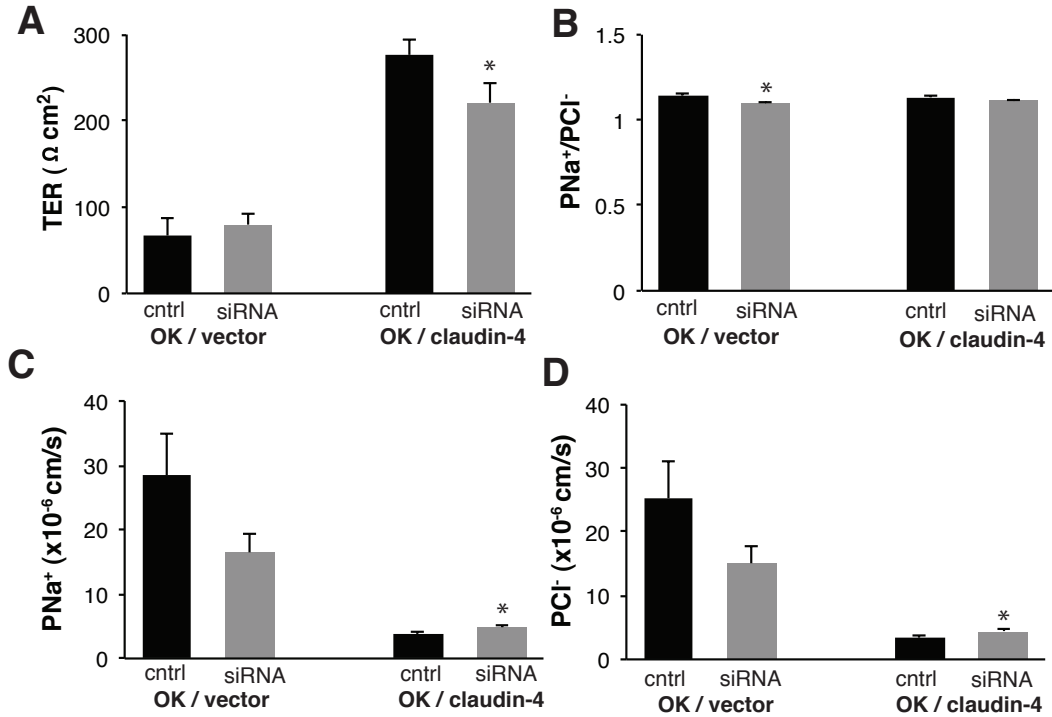 A
TER ( Ω cm²)
300
200
100
0
*
cntrl siRNA cntrl siRNA
OK / vector OK / claudin-4
B
PNa⁺/PCl⁻
1.5
1
0.5
0
*
cntrl siRNA cntrl siRNA
OK / vector OK / claudin-4
C
PNa⁺ (x10⁻⁶ cm/s)
40
30
20
10
0
*
cntrl siRNA cntrl siRNA
OK / vector OK / claudin-4
D
PCl⁻ (x10⁻⁶ cm/s)
40
30
20
10
0
*
cntrl siRNA cntrl siRNA
OK / vector OK / claudin-4